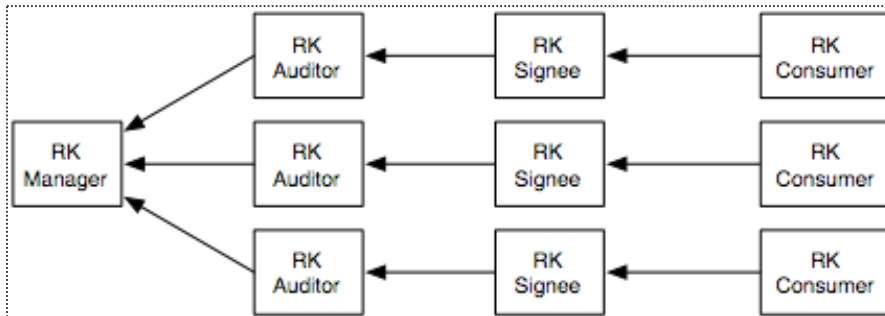 RK
Auditor
RK
Signee
RK
Consumer
RK
Manager
RK
Auditor
RK
Signee
RK
Consumer
RK
Auditor
RK
Signee
RK
Consumer